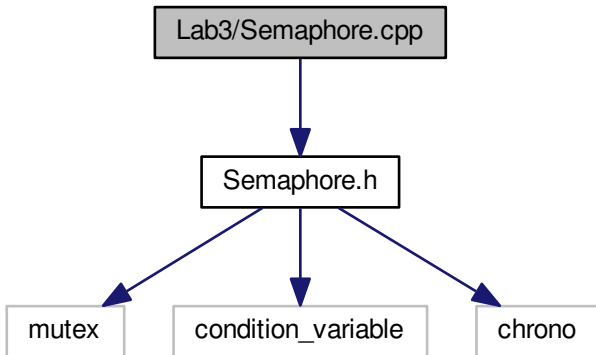 Lab3/Semaphore.cpp
Semaphore.h
mutex
condition_variable
chrono